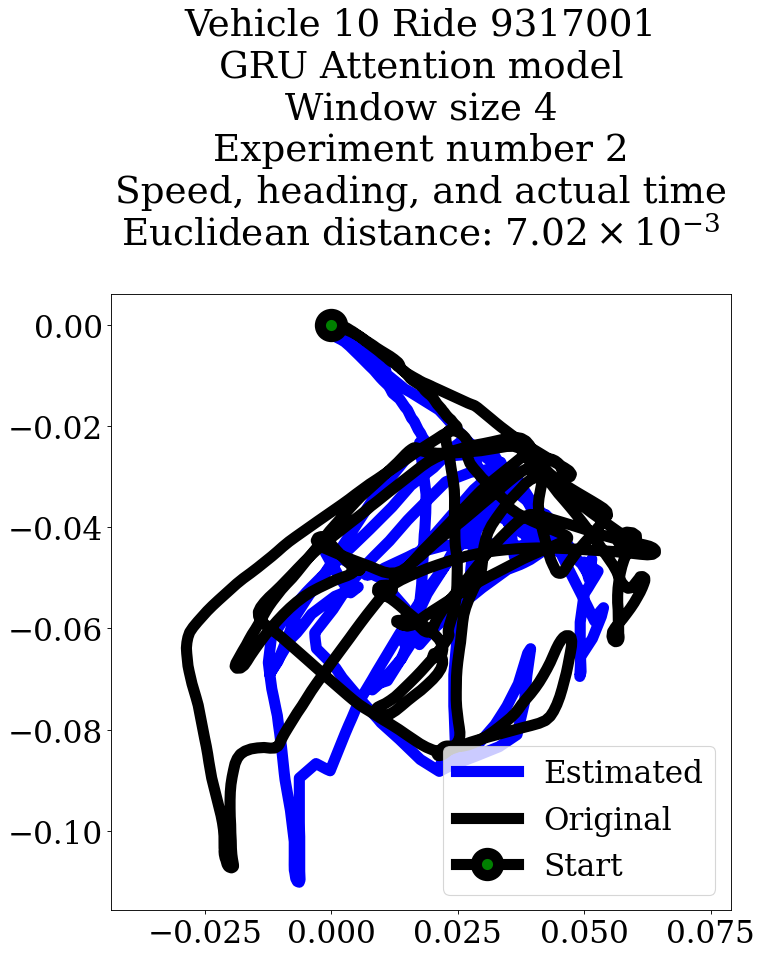 Vehicle 10 Ride 9317001
GRU Attention model
Window size 4
Experiment number 2
Speed, heading, and actual time
Euclidean distance: 7.02 × 10⁻³
0.00
−0.02
−0.04
−0.06
−0.08
−0.10
Estimated
Original
Start
−0.025 0.000 0.025 0.050 0.075